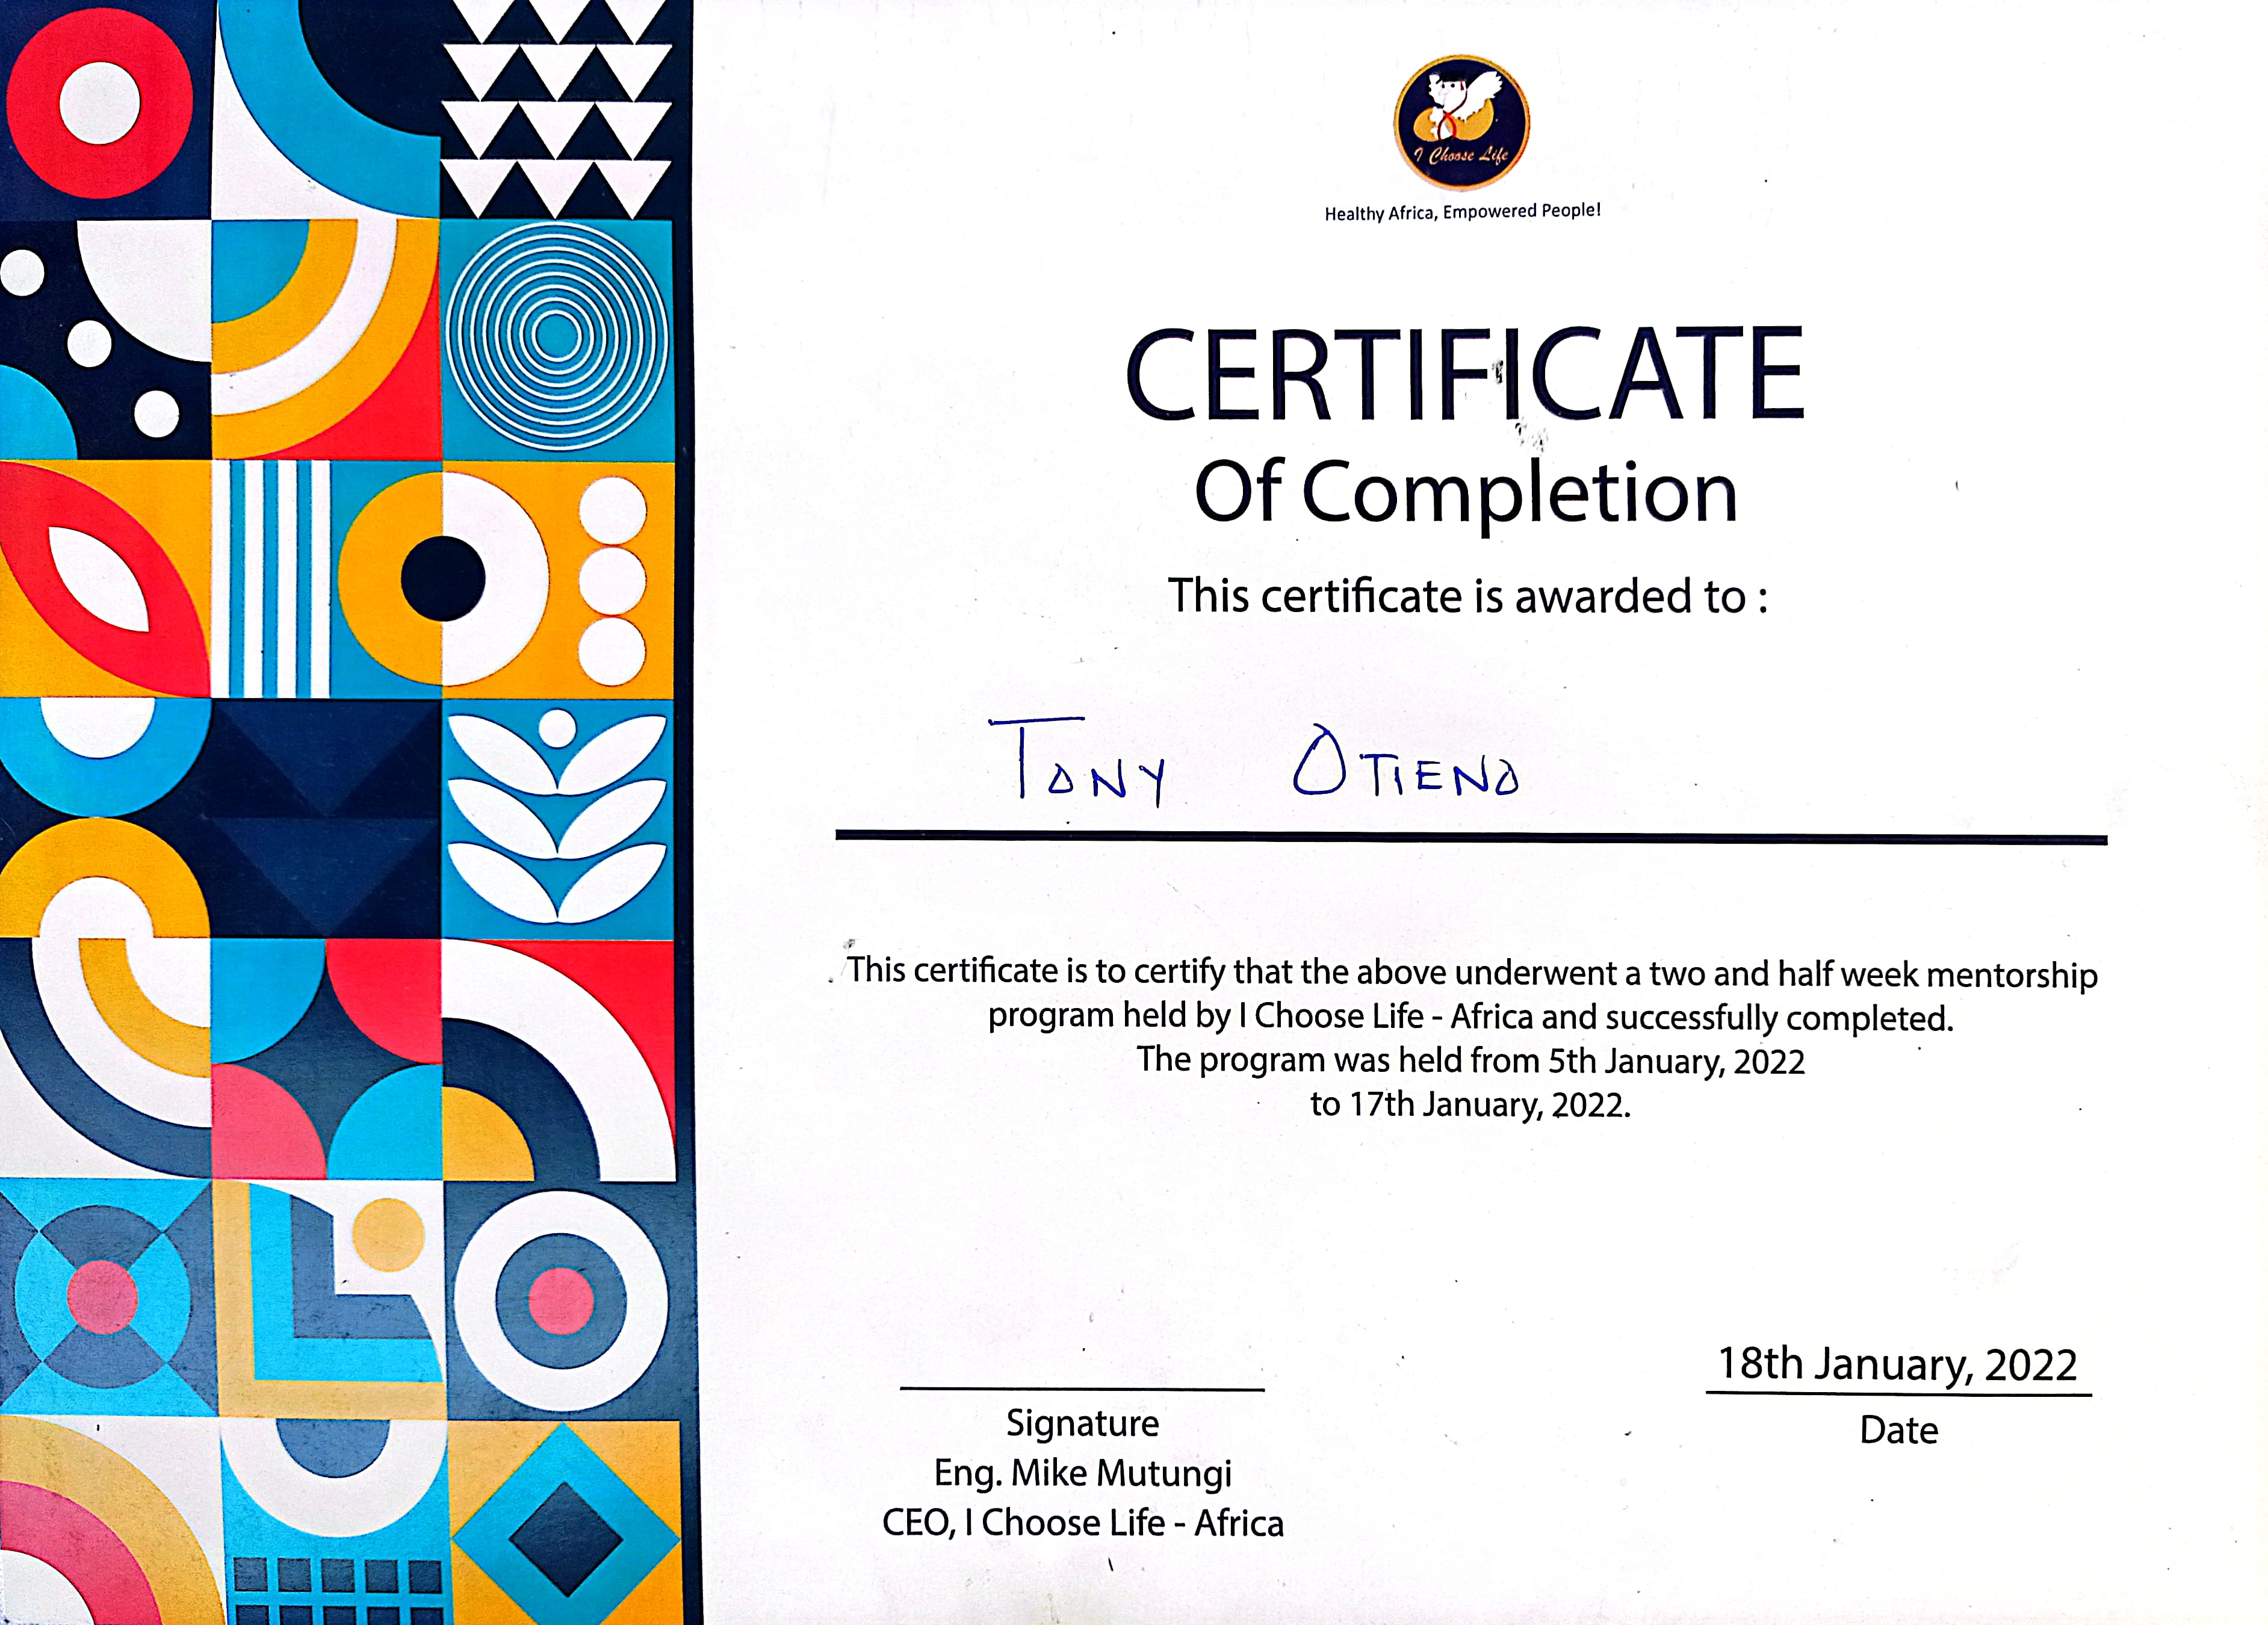 I Choose Life
Healthy Africa, Empowered People!
CERTIFICATE
Of Completion
This certificate is awarded to :
TONY OTIENO
This certificate is to certify that the above underwent a two and half week mentorship
program held by I Choose Life - Africa and successfully completed.
The program was held from 5th January, 2022
to 17th January, 2022.
18th January, 2022
Date
Signature
Eng. Mike Mutungi
CEO, I Choose Life - Africa